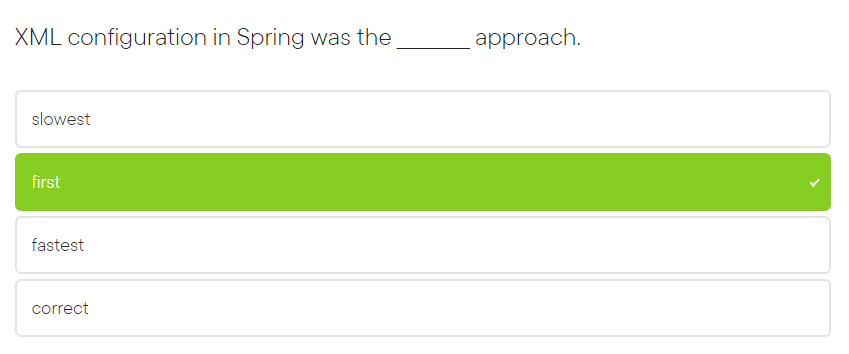 XML configuration in Spring was the ______ approach.
slowest
first
fastest
correct